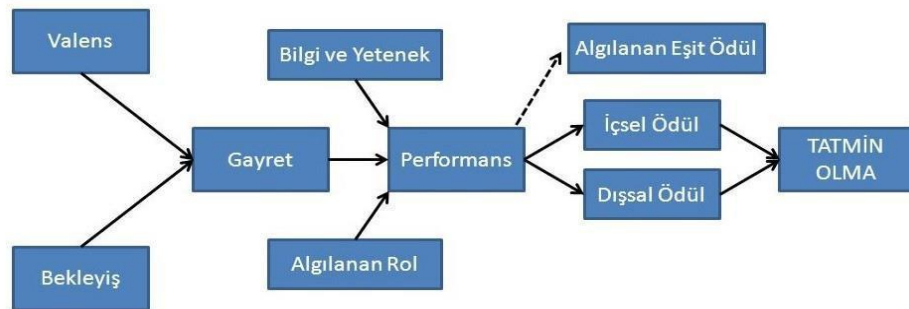 Valens
Bilgi ve Yetenek
Algılanan Eşit Ödül
Gayret
Performans
İçsel Ödül
Dışsal Ödül
TATMİN
OLMA
Bekleyiş
Algılanan Rol